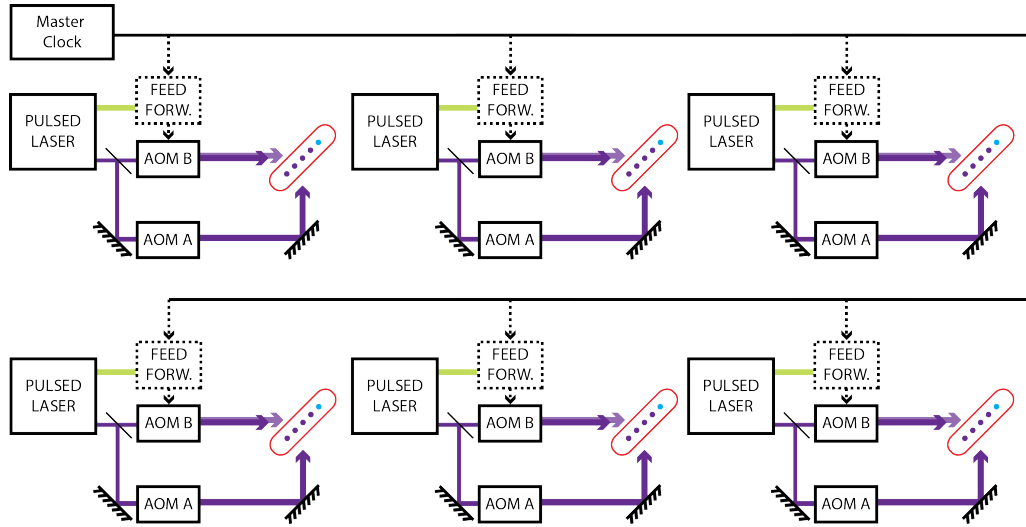 Master
Clock
FEED
FORW.
PULSED
LASER
AOM B
AOM A
FEED
FORW.
PULSED
LASER
AOM B
AOM A
FEED
FORW.
PULSED
LASER
AOM B
AOM A
FEED
FORW.
PULSED
LASER
AOM B
AOM A
FEED
FORW.
PULSED
LASER
AOM B
AOM A
FEED
FORW.
PULSED
LASER
AOM B
AOM A